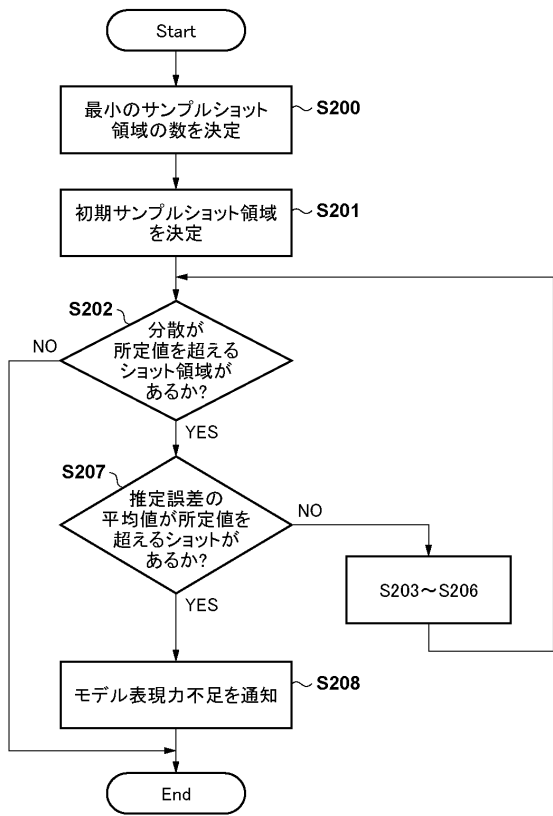 Start
最小のサンプルショット
領域の数を決定
S200
初期サンプルショット領域
を決定
S201
S202
分散が
所定値を超える
ショット領域が
あるか?
NO
YES
S207
推定誤差の
平均値が所定値を
超えるショットが
あるか?
NO
YES
S203~S206
モデル表現力不足を通知
S208
End